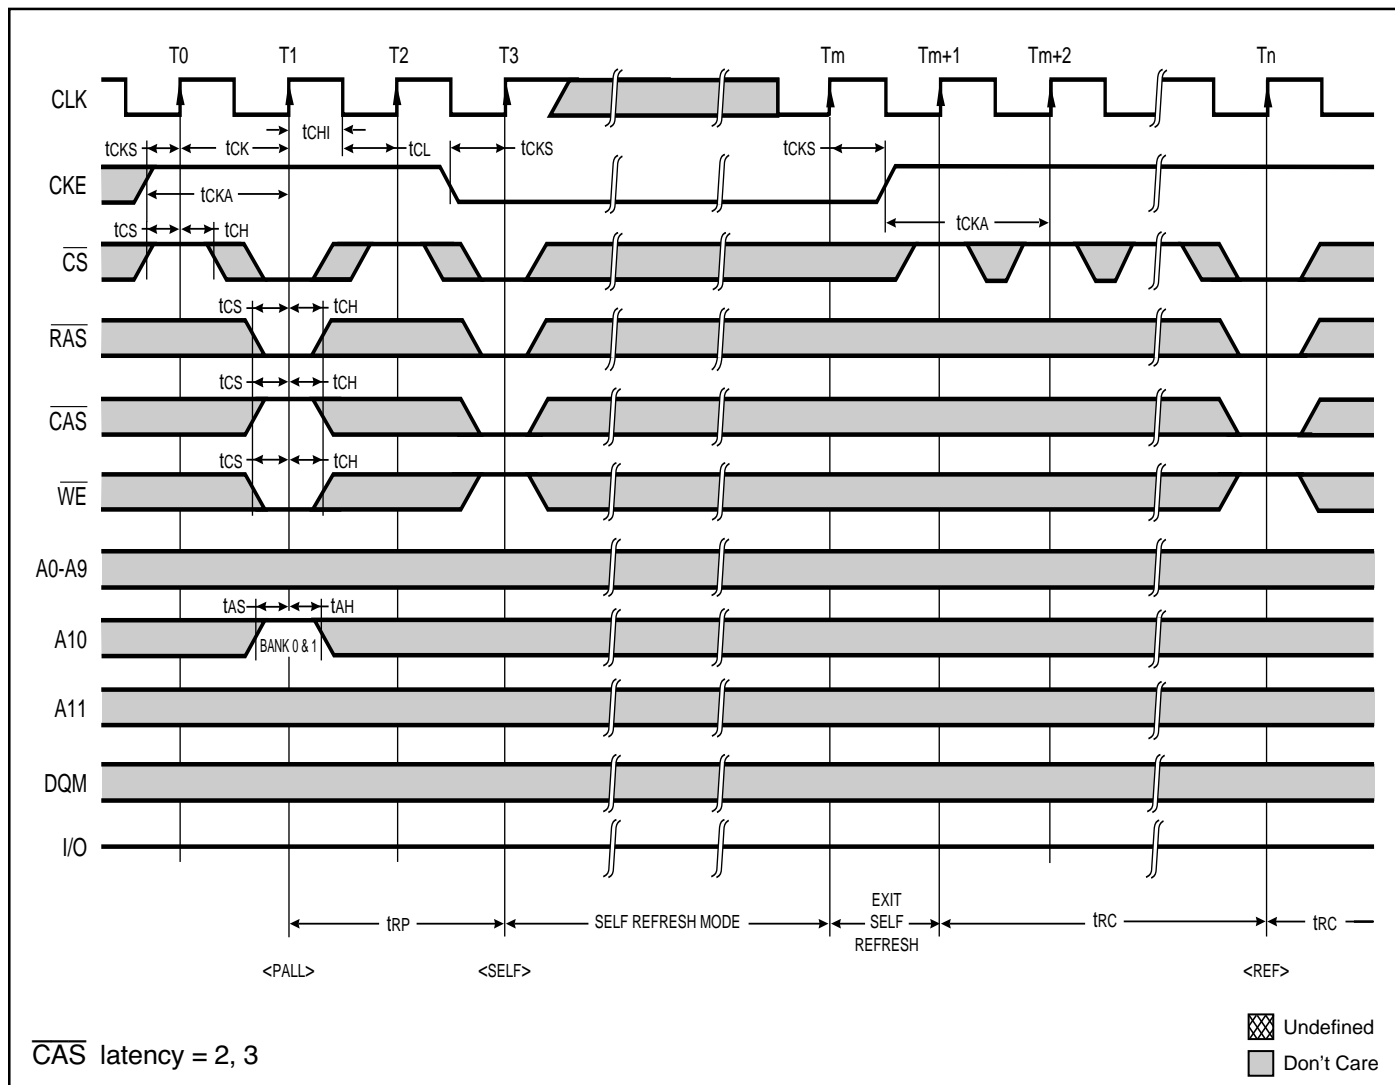 T0 T1 T2 T3 Tm Tm+1 Tm+2 Tn
CLK
tCHI
tCKS tCK tCL tCKS tCKS
CKE
tCKA
tCKA
tCS tCH
CS
tCS tCH
RAS
tCS tCH
CAS
tCS tCH
WE
A0-A9
tAS tAH
A10
BANK 0 & 1
A11
DQM
I/O
tRP SELF REFRESH MODE EXIT SELF REFRESH tRC tRC
<PALL> <SELF> <REF>
CAS latency = 2, 3
Undefined
Don't Care